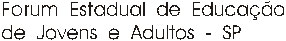 Forum Estadual de Educação
de Jovens e Adultos - SP